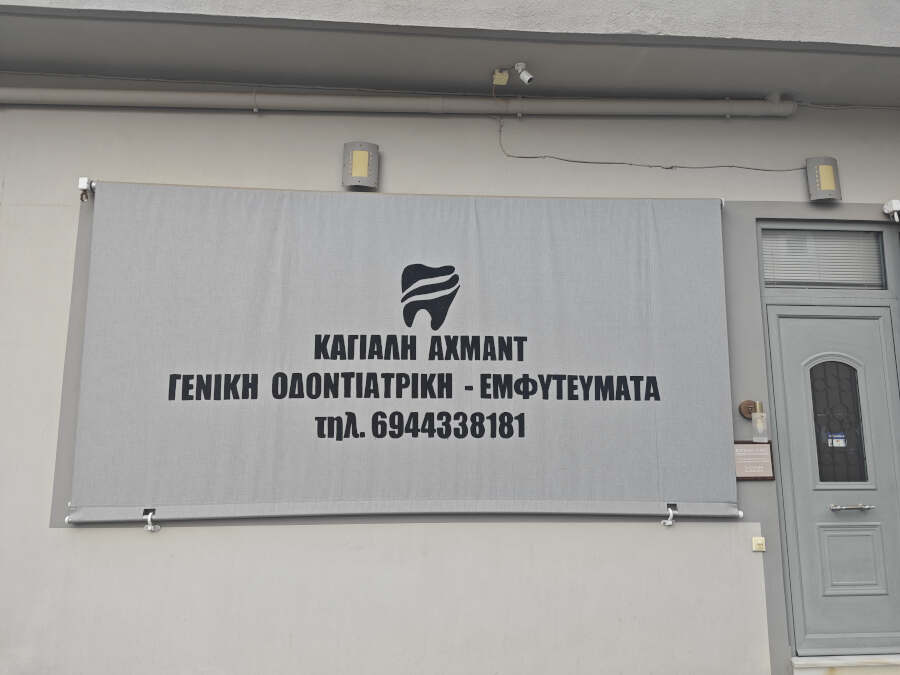 ΚΑΓΙΑΛΗ ΑΧΜΑΝΤ
ΓΕΝΙΚΗ ΟΔΟΝΤΙΑΤΡΙΚΗ - ΕΜΦΥΤΕΥΜΑΤΑ
τηλ. 6944338181